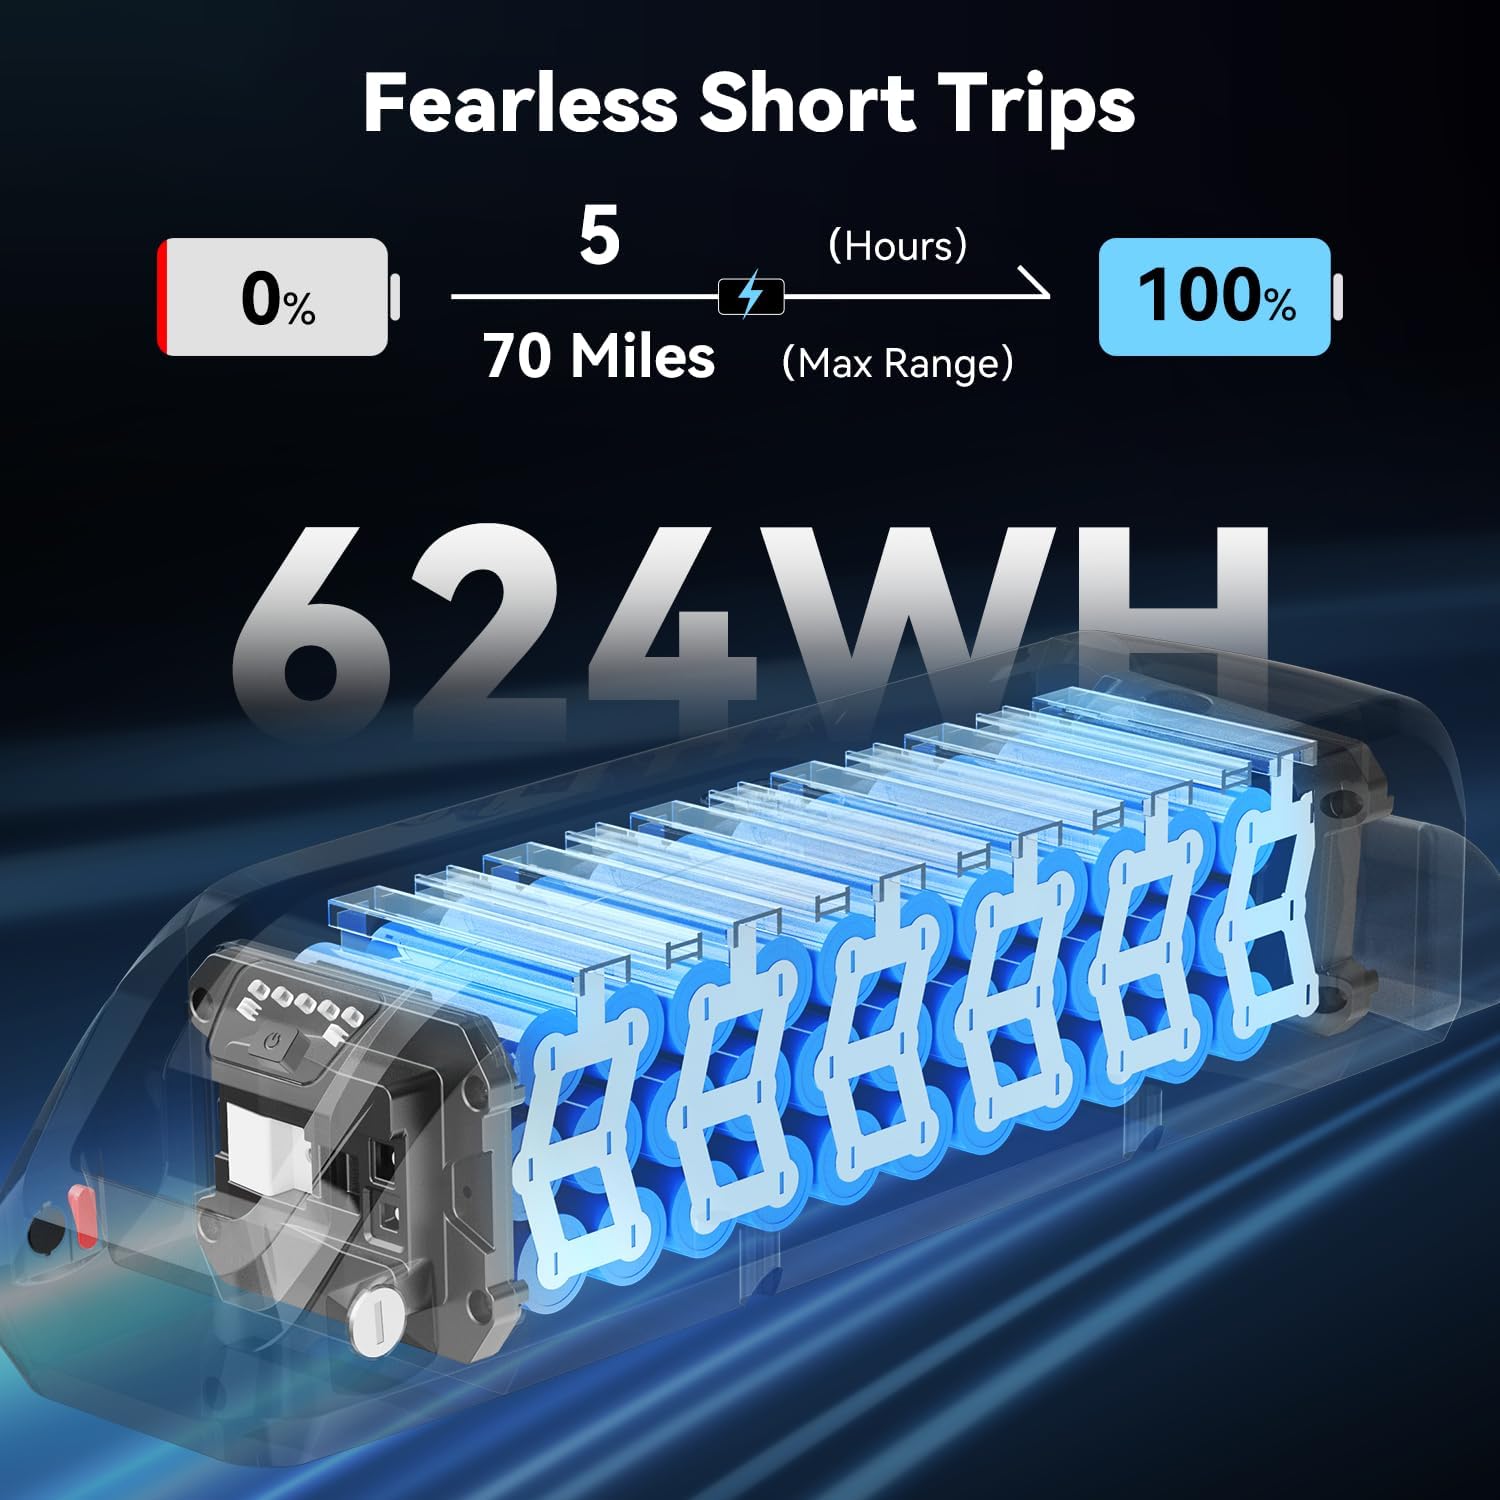 Fearless Short Trips
0%
5 (Hours)
70 Miles (Max Range)
100%
624WH